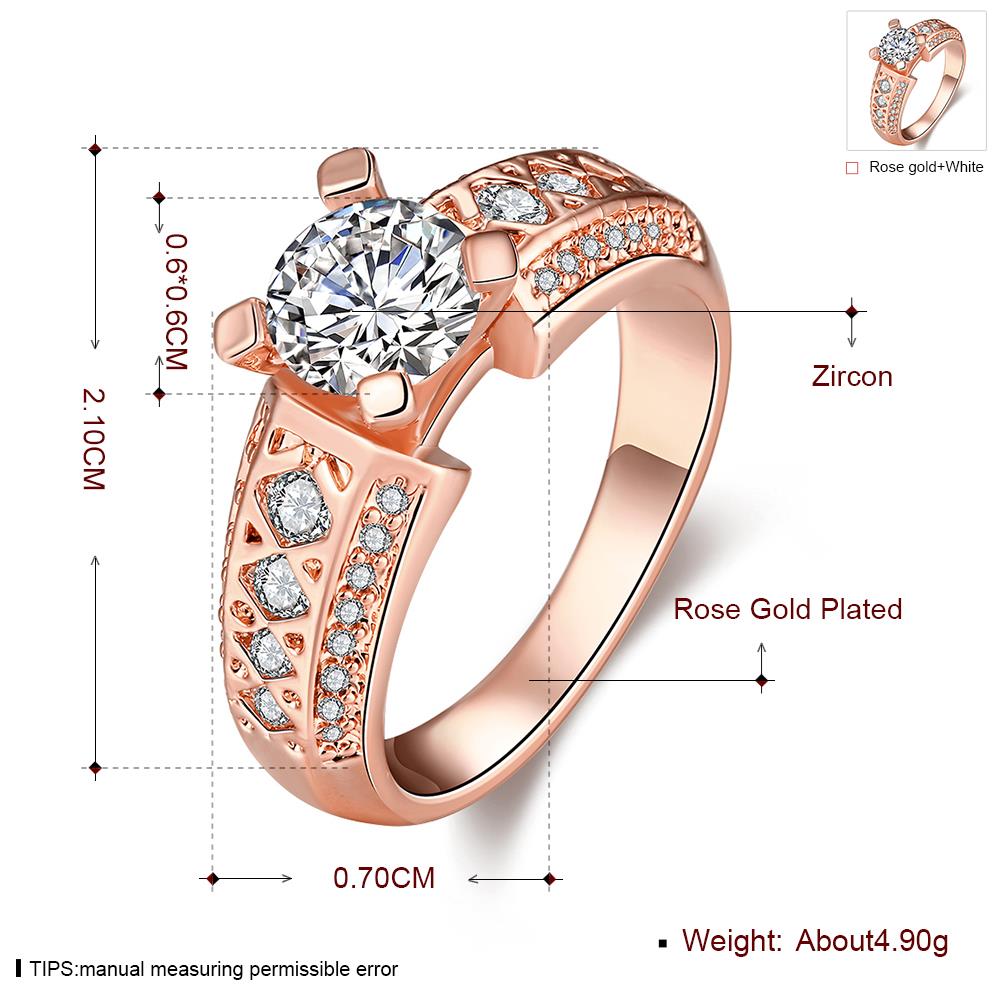 Rose gold+White
0.6*0.6CM
Zircon
2.10CM
Rose Gold Plated
0.70CM
Weight: About4.90g
TIPS:manual measuring permissible error